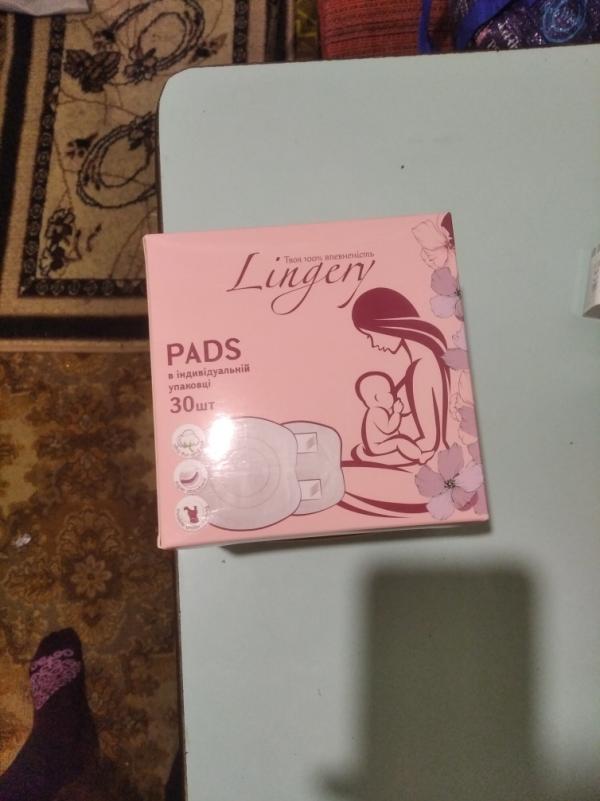 Твоя 100% впевненість
Lingery
PADS
в індивідуальній
упаковці
30шт